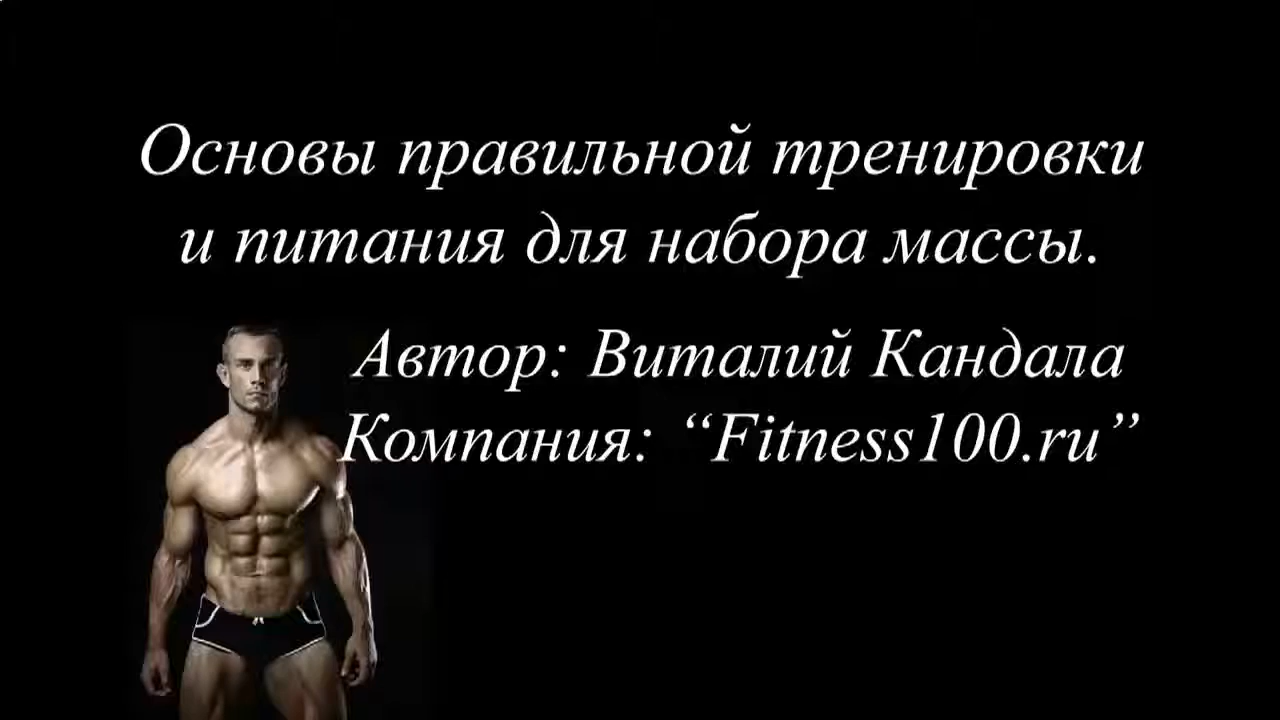 Основы правильной тренировки
и питания для набора массы.
Автор: Виталий Кандала
Компания: “Fitness100.ru”